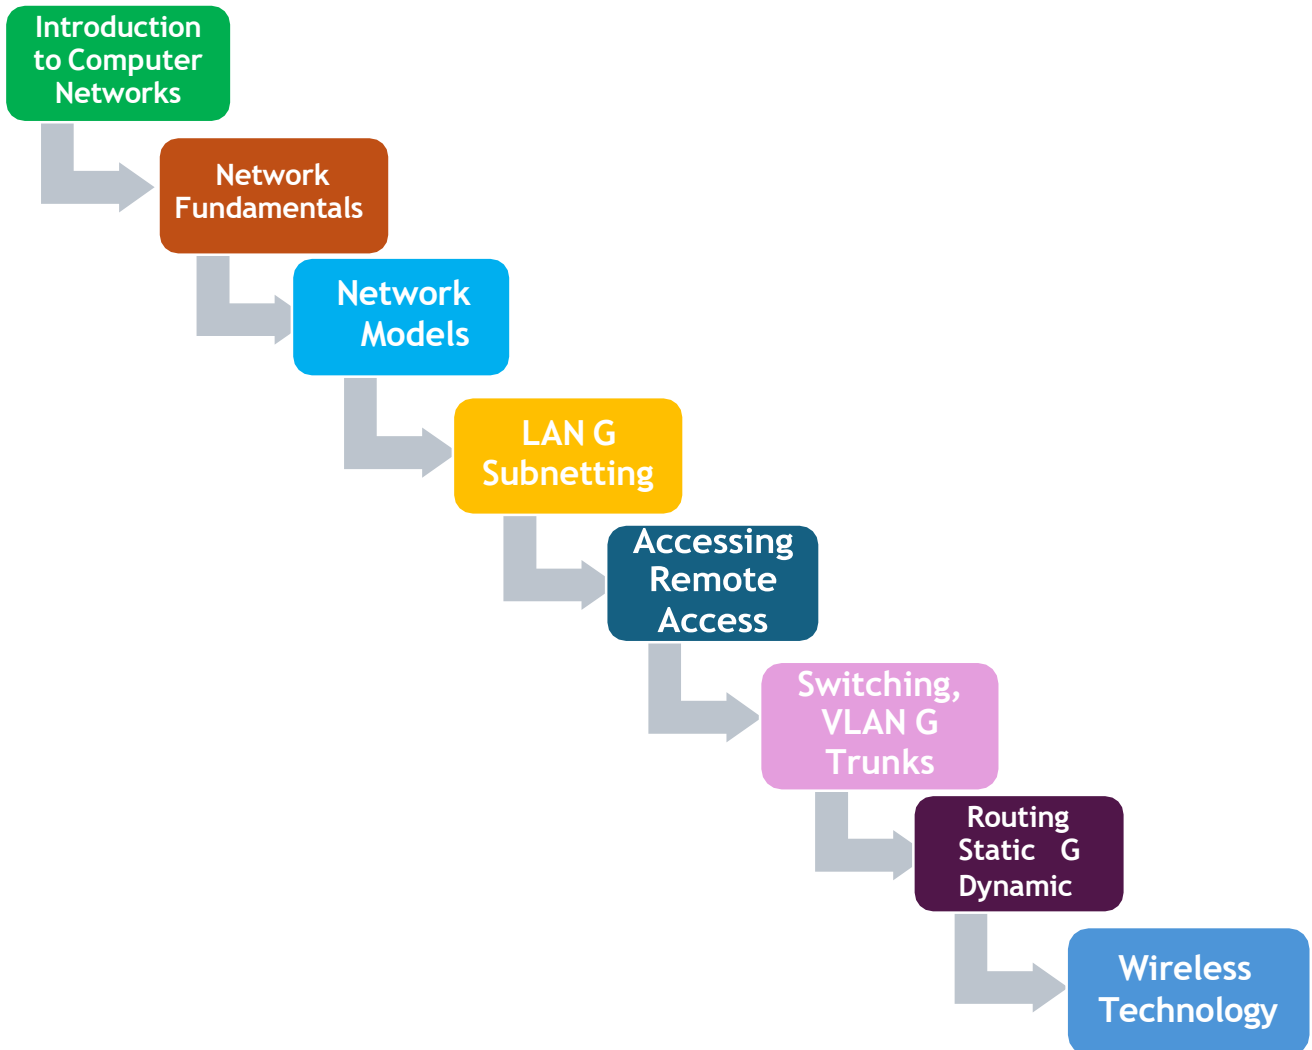 Introduction
to Computer
Networks
Network
Fundamentals
Network
Models
LAN G
Subnetting
Accessing
Remote
Access
Switching,
VLAN G
Trunks
Routing
Static G
Dynamic
Wireless
Technology